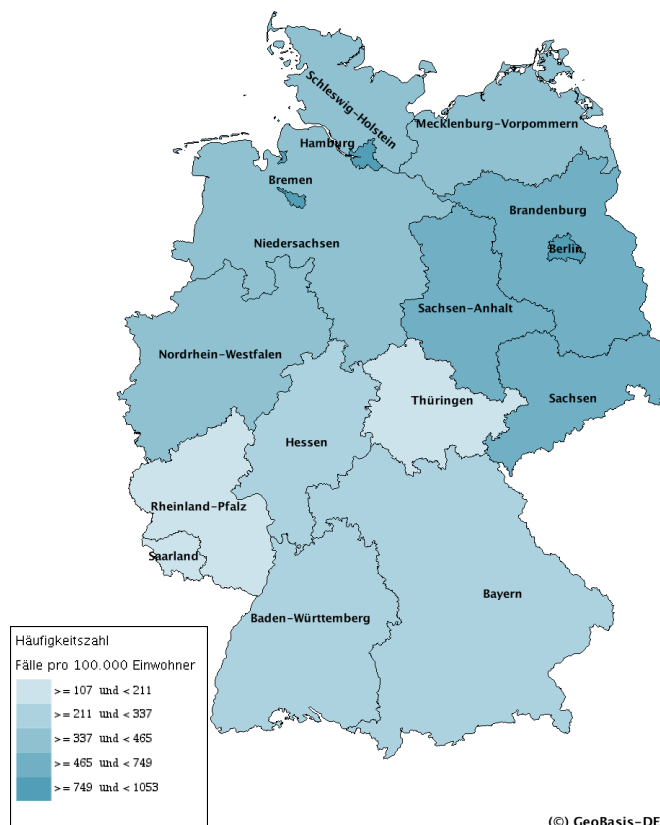 Schleswig-Holstein
Mecklenburg-Vorpommern
Hamburg
Bremen
Brandenburg
Niedersachsen
Berlin
Sachsen-Anhalt
Nordrhein-Westfalen
Thüringen
Sachsen
Hessen
Rheinland-Pfalz
Saarland
Bayern
Baden-Württemberg
Häufigkeitszahl
Fälle pro 100.000 Einwohner
>= 107 und < 211
>= 211 und < 337
>= 337 und < 465
>= 465 und < 749
>= 749 und < 1053
(©) GeoBasis-DE